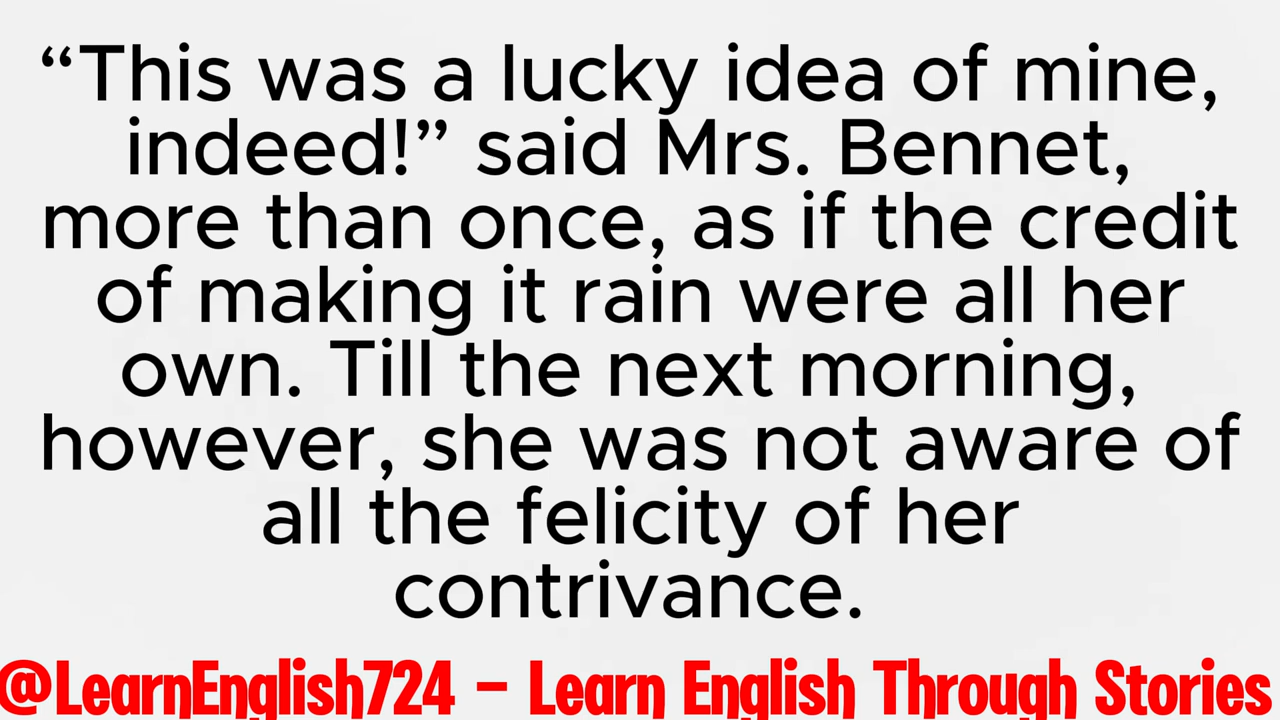 “This was a lucky idea of mine,
indeed!” said Mrs. Bennet,
more than once, as if the credit
of making it rain were all her
own. Till the next morning,
however, she was not aware of
all the felicity of her
contrivance.
@LearnEnglish724 – Learn English Through Stories